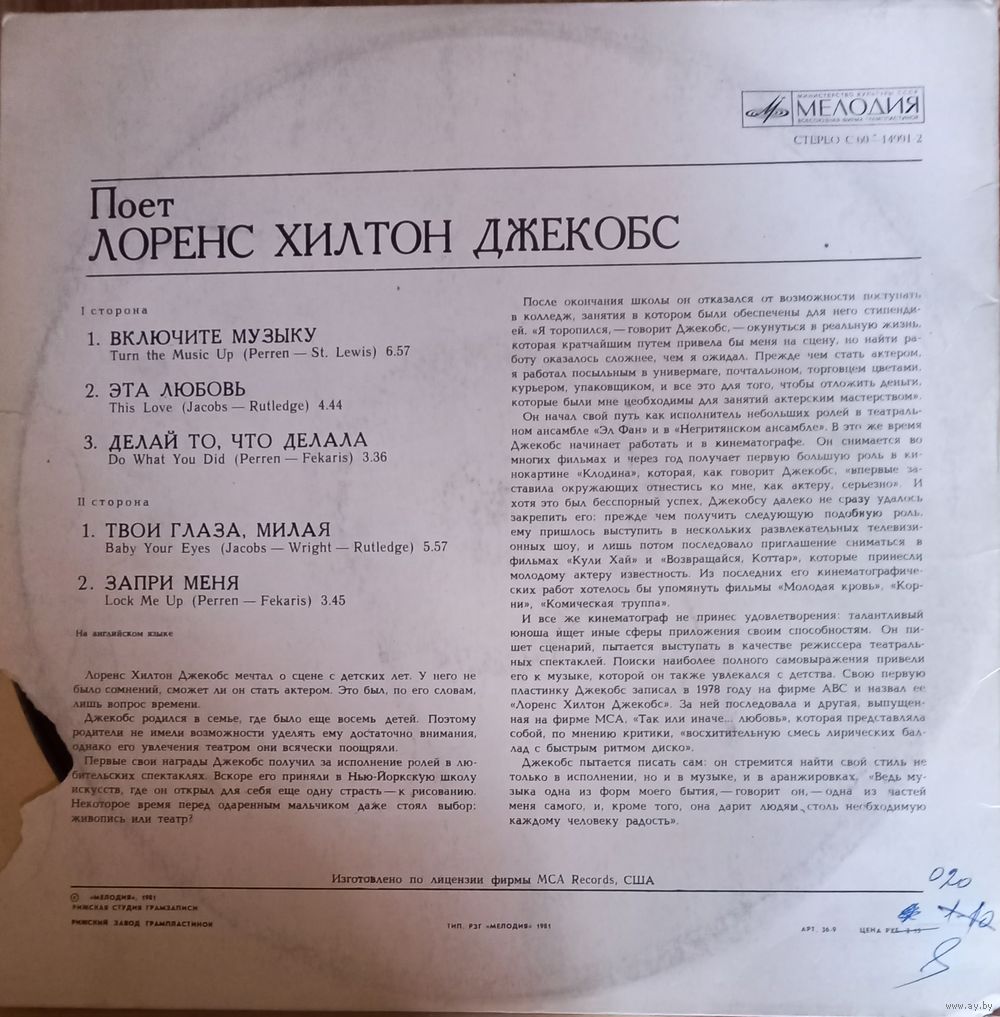 МИНИСТЕРСТВО КУЛЬТУРЫ СССР
МЕЛОДИЯ
ВСЕСОЮЗНАЯ ФИРМА ГРАМПЛАСТИНОК
СТЕРЕО С 60 - 14991-2
Поет
ЛОРЕНС ХИЛТОН ДЖЕКОБС
I сторона
1. ВКЛЮЧИТЕ МУЗЫКУ
Turn the Music Up (Perren — St. Lewis) 6.57
2. ЭТА ЛЮБОВЬ
This Love (Jacobs — Rutledge) 4.44
3. ДЕЛАЙ ТО, ЧТО ДЕЛАЛА
Do What You Did (Perren — Fekaris) 3.36
II сторона
1. ТВОИ ГЛАЗА, МИЛАЯ
Baby Your Eyes (Jacobs — Wright — Rutledge) 5.57
2. ЗАПРИ МЕНЯ
Lock Me Up (Perren — Fekaris) 3.45
На английском языке
Лоренс Хилтон Джекобс мечтал о сцене с детских лет. У него не
было сомнений, сможет ли он стать актером. Это был, по его словам,
лишь вопрос времени.
Джекобс родился в семье, где было еще восемь детей. Поэтому
родители не имели возможности уделять ему достаточно внимания,
однако его увлечения театром они всячески поощряли.
Первые свои награды Джекобс получил за исполнение ролей в лю-
бительских спектаклях. Вскоре его приняли в Нью-Йоркскую школу
искусств, где он открыл для себя еще одну страсть — к рисованию.
Некоторое время перед одаренным мальчиком даже стоял выбор:
живопись или театр?
После окончания школы он отказался от возможности поступать
в колледж, занятия в котором были обеспечены для него стипенди-
ей. «Я торопился, — говорит Джекобс, — окунуться в реальную жизнь,
которая кратчайшим путем привела бы меня на сцену, но найти ра-
боту оказалось сложнее, чем я ожидал. Прежде чем стать актером,
я работал посыльным в универмаге, почтальоном, торговцем цветами,
курьером, упаковщиком, и все это для того, чтобы отложить деньги,
которые были мне необходимы для занятий актерским мастерством».
Он начал свой путь как исполнитель небольших ролей в театраль-
ном ансамбле «Эл Фан» и в «Негритянском ансамбле». В это же время
Джекобс начинает работать и в кинематографе. Он снимается во
многих фильмах и через год получает первую большую роль в ки-
нокартине «Клодина», которая, как говорит Джекобс, «впервые за-
ставила окружающих отнестись ко мне, как актеру, серьезно». И
хотя это был бесспорный успех, Джекобсу далеко не сразу удалось
закрепить его: прежде чем получить следующую подобную роль,
ему пришлось выступить в нескольких развлекательных телевизи-
онных шоу, и лишь потом последовало приглашение сниматься в
фильмах «Кули Хай» и «Возвращайся, Коттар», которые принесли
молодому актеру известность. Из последних его кинематографиче-
ских работ хотелось бы упомянуть фильмы «Молодая кровь», «Кор-
ни», «Комическая труппа».
И все же кинематограф не принес удовлетворения: талантливый
юноша ищет иные сферы приложения своим способностям. Он пи-
шет сценарий, пытается выступать в качестве режиссера театраль-
ных спектаклей. Поиски наиболее полного самовыражения привели
его к музыке, которой он также увлекался с детства. Свою первую
пластинку Джекобс записал в 1978 году на фирме ABC и назвал ее
«Лоренс Хилтон Джекобс». За ней последовала и другая, выпущен-
ная на фирме MCA, «Так или иначе... любовь», которая представляла
собой, по мнению критики, «восхитительную смесь лирических бал-
лад с быстрым ритмом диско».
Джекобс пытается писать сам: он стремится найти свой стиль не
только в исполнении, но и в музыке, и в аранжировках. «Ведь му-
зыка одна из форм моего бытия, — говорит он, — одна из частей
меня самого, и, кроме того, она дарит людям столь необходимую
каждому человеку радость».
Изготовлено по лицензии фирмы MCA Records, США
© «МЕЛОДИЯ», 1981
РИЖСКАЯ СТУДИЯ ГРАМЗАПИСИ
РИЖСКИЙ ЗАВОД ГРАМПЛАСТИНОК
ТИП. РЗГ «МЕЛОДИЯ» 1981
АРТ. 36-9 ЦЕНА РУБ.
020
8
www.ay.by